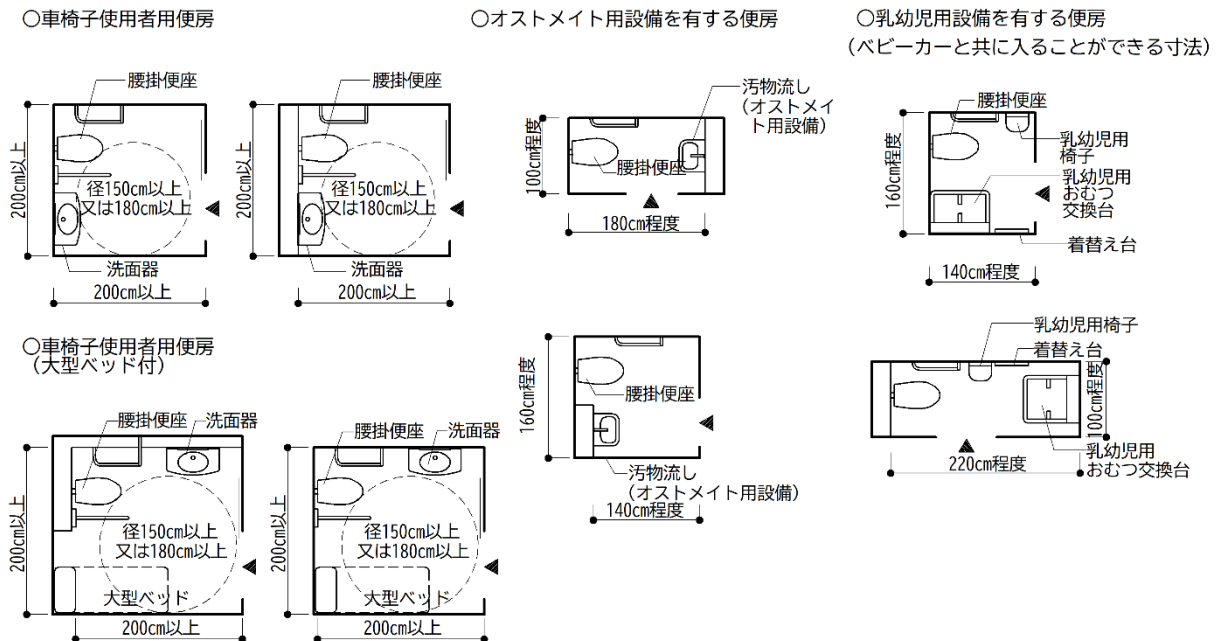 ○車椅子使用者用便房
腰掛便座
200cm以上
径150cm以上
又は180cm以上
洗面器
200cm以上
腰掛便座
200cm以上
径150cm以上
又は180cm以上
洗面器
200cm以上
○車椅子使用者用便房
(大型ベッド付)
腰掛便座
洗面器
200cm以上
径150cm以上
又は180cm以上
大型ベッド
200cm以上
腰掛便座
洗面器
200cm以上
径150cm以上
又は180cm以上
大型ベッド
200cm以上
○オストメイト用設備を有する便房
汚物流し
(オストメイ
ト用設備)
100cm程度
腰掛便座
180cm程度
160cm程度
腰掛便座
汚物流し
(オストメイト用設備)
140cm程度
○乳幼児用設備を有する便房
(ベビーカーと共に入ることができる寸法)
腰掛便座
160cm程度
乳幼児用
椅子
乳幼児用
おむつ
交換台
着替え台
140cm程度
乳幼児用椅子
着替え台
100cm程度
乳幼児用
おむつ交換台
220cm程度